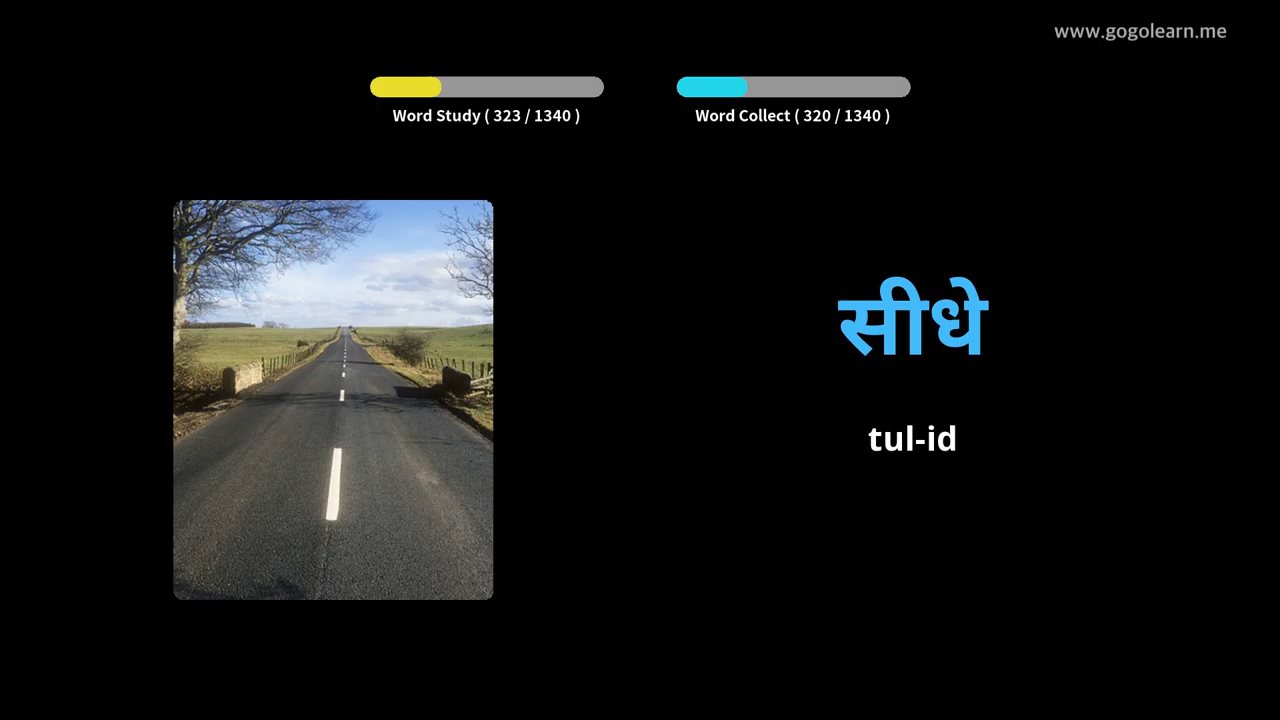 www.gogolearn.me
Word Study ( 323 / 1340 )
Word Collect ( 320 / 1340 )
सीधे
tul-id